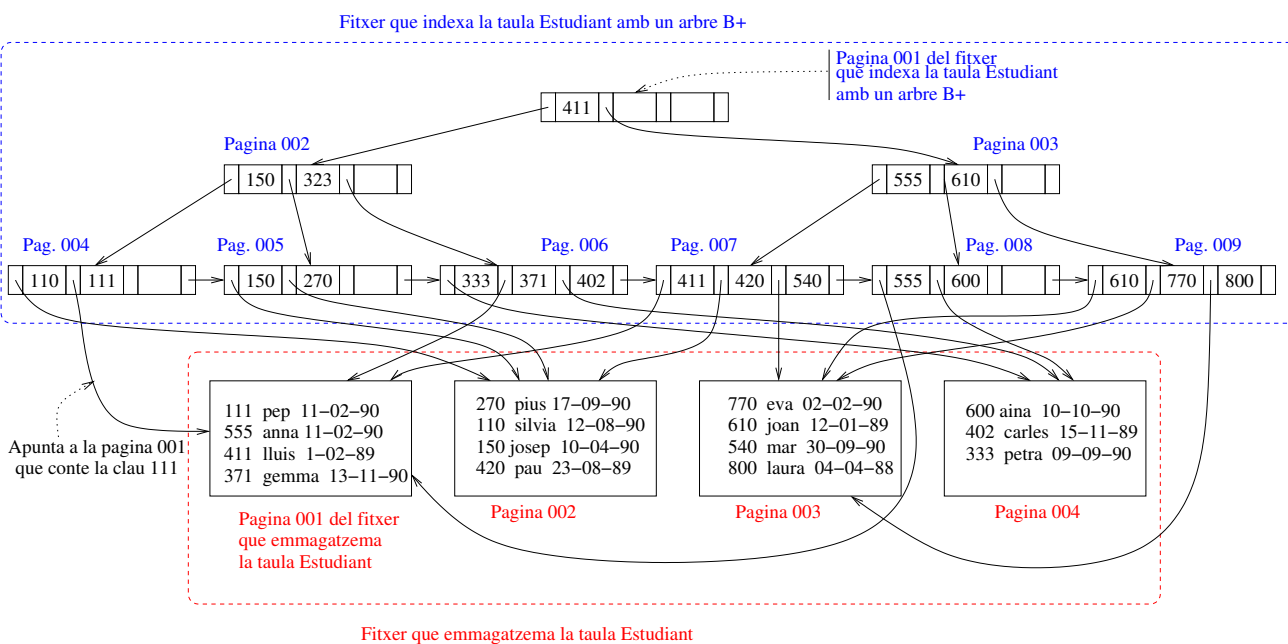 Fitxer que indexa la taula Estudiant amb un arbre B+
Pagina 001 del fitxer
que indexa la taula Estudiant
amb un arbre B+
411
Pagina 002
Pagina 003
150 323
555 610
Pag. 004
Pag. 005
Pag. 006
Pag. 007
Pag. 008
Pag. 009
110 111
150 270
333 371 402
411 420 540
555 600
610 770 800
Apunta a la pagina 001
que conte la clau 111
111 pep 11−02−90
555 anna 11−02−90
411 lluis 1−02−89
371 gemma 13−11−90
270 pius 17−09−90
110 silvia 12−08−90
150 josep 10−04−90
420 pau 23−08−89
770 eva 02−02−90
610 joan 12−01−89
540 mar 30−09−90
800 laura 04−04−88
600 aina 10−10−90
402 carles 15−11−89
333 petra 09−09−90
Pagina 001 del fitxer
que emmagatzema
la taula Estudiant
Pagina 002
Pagina 003
Pagina 004
Fitxer que emmagatzema la taula Estudiant